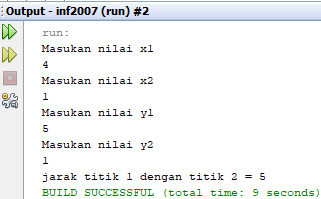 Output - inf2007 (run) #2
run:
Masukan nilai x1
4
Masukan nilai x2
1
Masukan nilai y1
5
Masukan nilai y2
1
jarak titik 1 dengan titik 2 = 5
BUILD SUCCESSFUL (total time: 9 seconds)